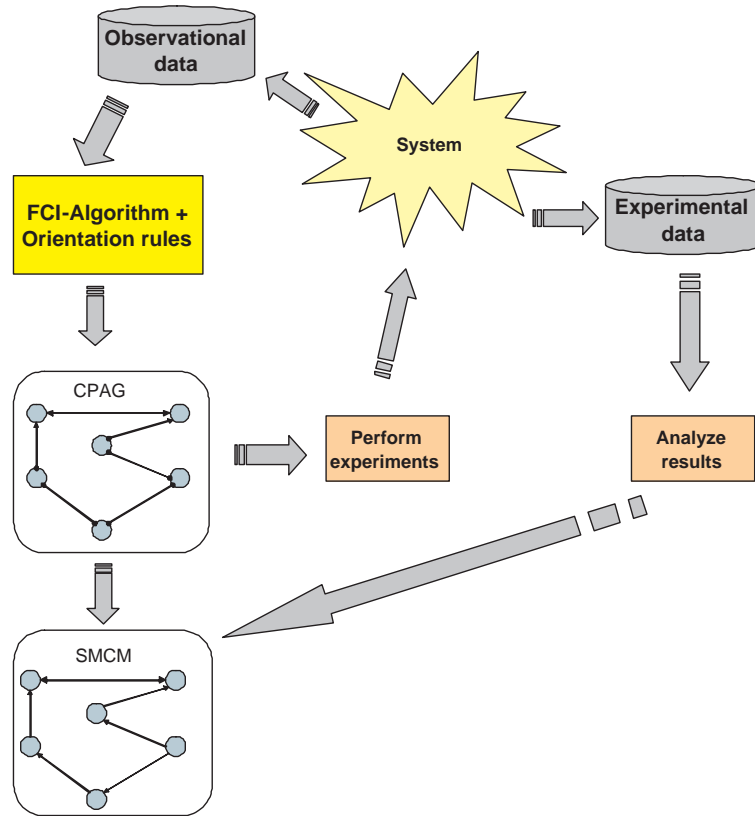 Observational
data
System
FCI-Algorithm +
Orientation rules
Experimental
data
CPAG
Perform
experiments
Analyze
results
SMCM